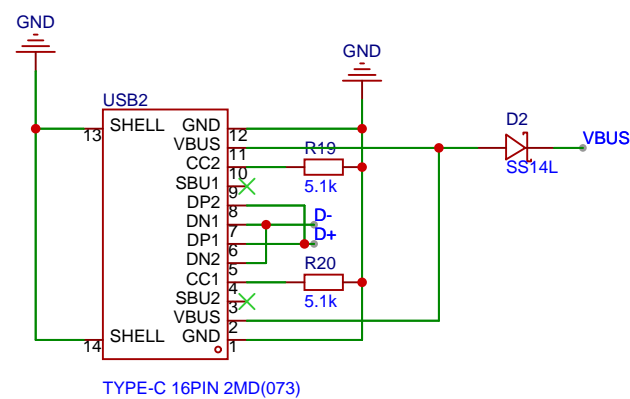 GND
GND
USB2
D2
13
SHELL
GND
12
VBUS
11
R19
VBUS
SS14L
CC2
10
5.1k
SBU1
9
DP2
8
DN1
7
D-
DP1
6
D+
DN2
5
R20
CC1
4
5.1k
SBU2
3
VBUS
2
14
SHELL
GND
1
TYPE-C 16PIN 2MD(073)